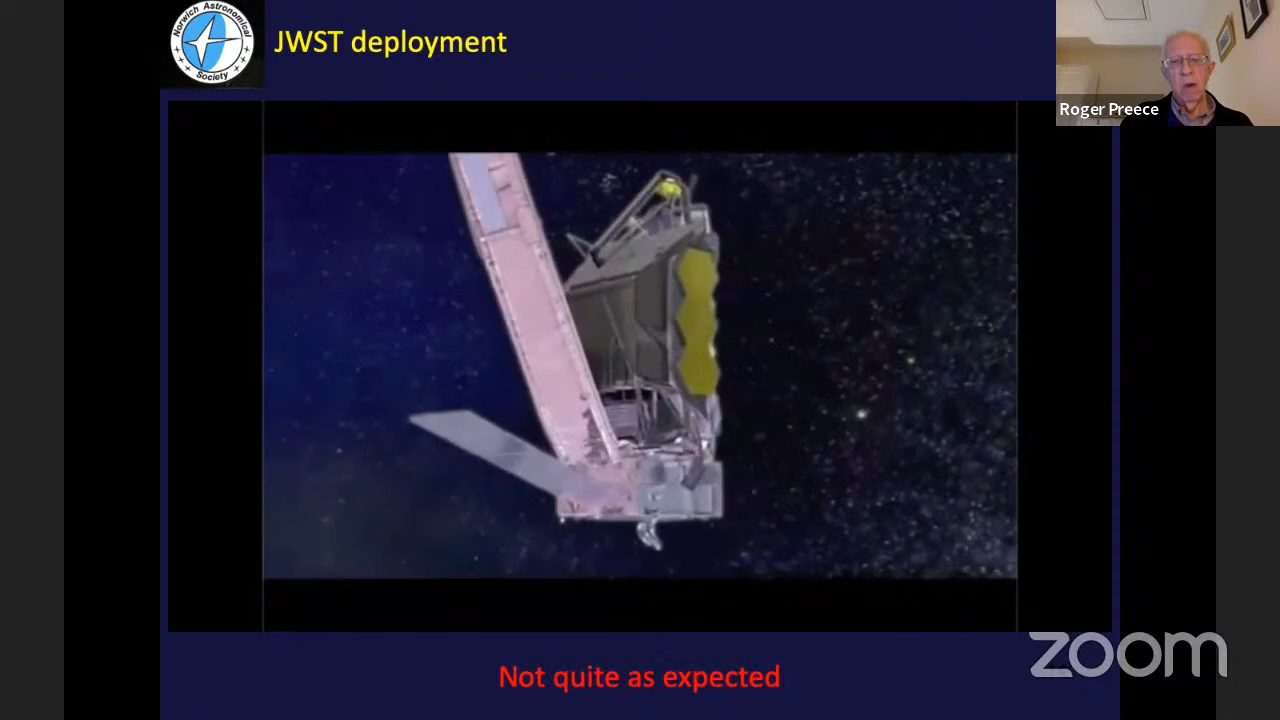 Norwich Astronomical
Society
JWST deployment
Roger Preece
Not quite as expected
zoom